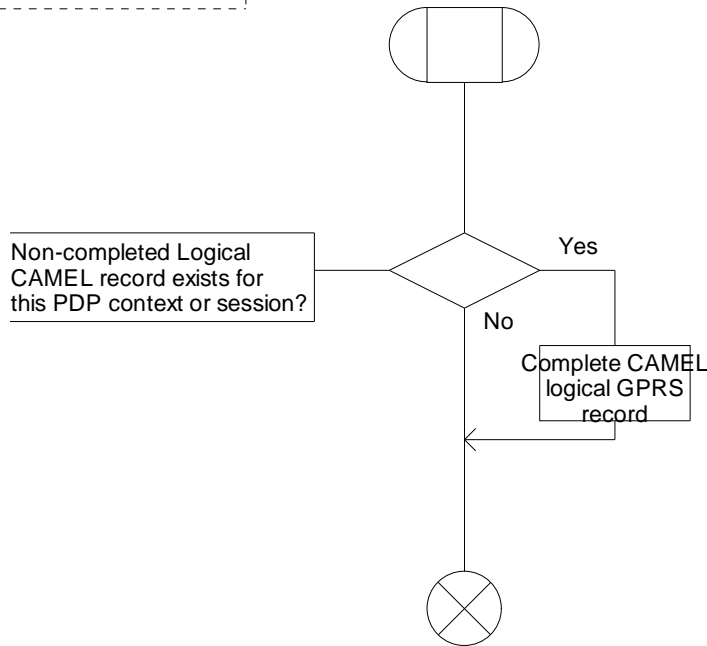 Non-completed Logical
CAMEL record exists for
this PDP context or session?
Yes
No
Complete CAMEL
logical GPRS
record